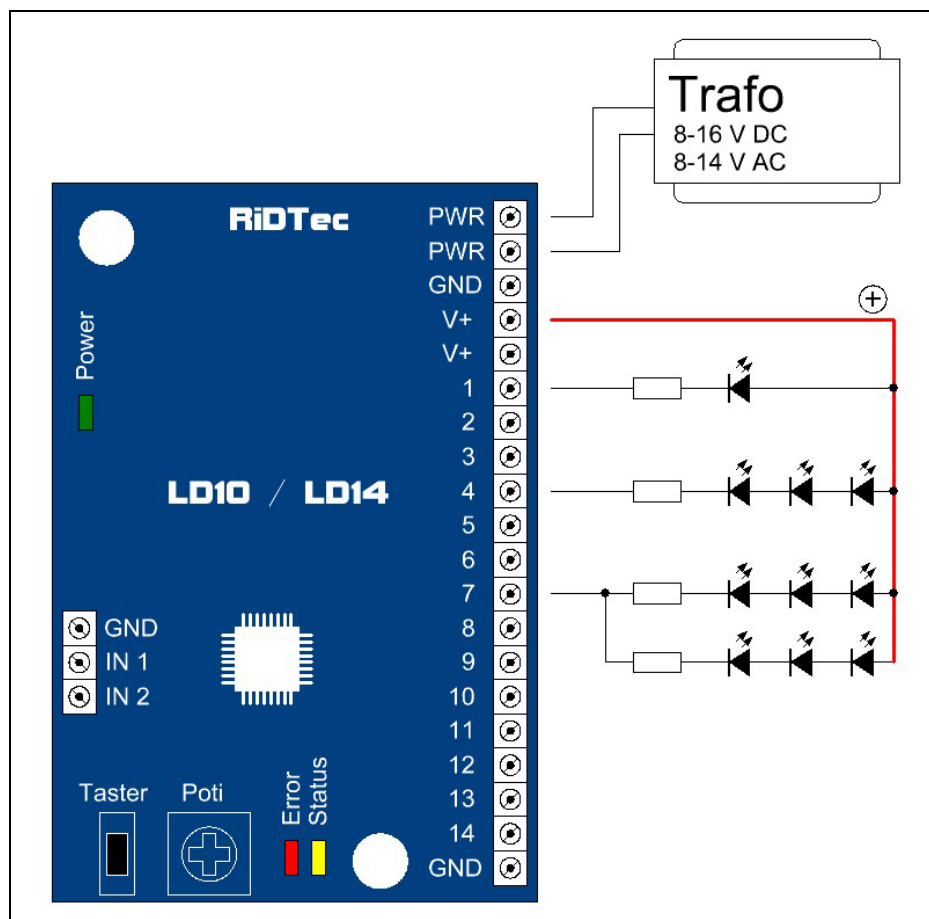 Trafo
8-16 V DC
8-14 V AC
RiDTec
PWR
PWR
GND
V+
V+
1
2
3
4
5
6
7
8
9
10
11
12
13
14
GND
Power
LD10 / LD14
GND
IN 1
IN 2
Taster
Poti
Error
Status
+